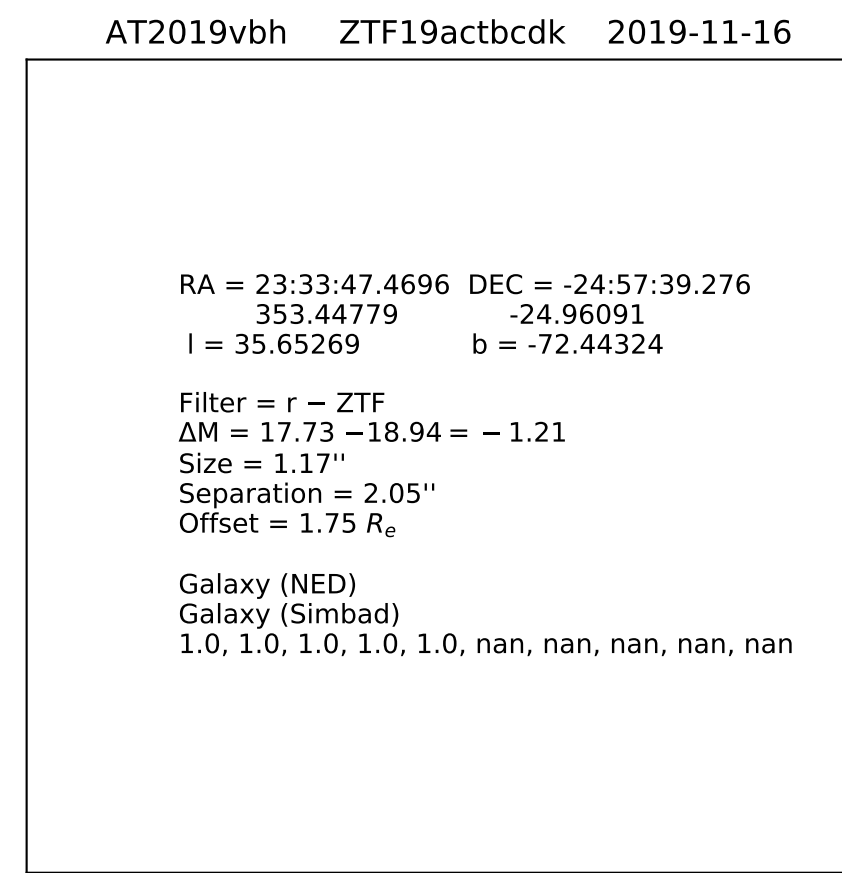 AT2019vbh ZTF19actbcdk 2019-11-16
RA = 23:33:47.4696 DEC = -24:57:39.276
353.44779 -24.96091
l = 35.65269 b = -72.44324
Filter = r − ZTF
ΔM = 17.73 −18.94 = − 1.21
Size = 1.17''
Separation = 2.05''
Offset = 1.75 Re
Galaxy (NED)
Galaxy (Simbad)
1.0, 1.0, 1.0, 1.0, 1.0, nan, nan, nan, nan, nan